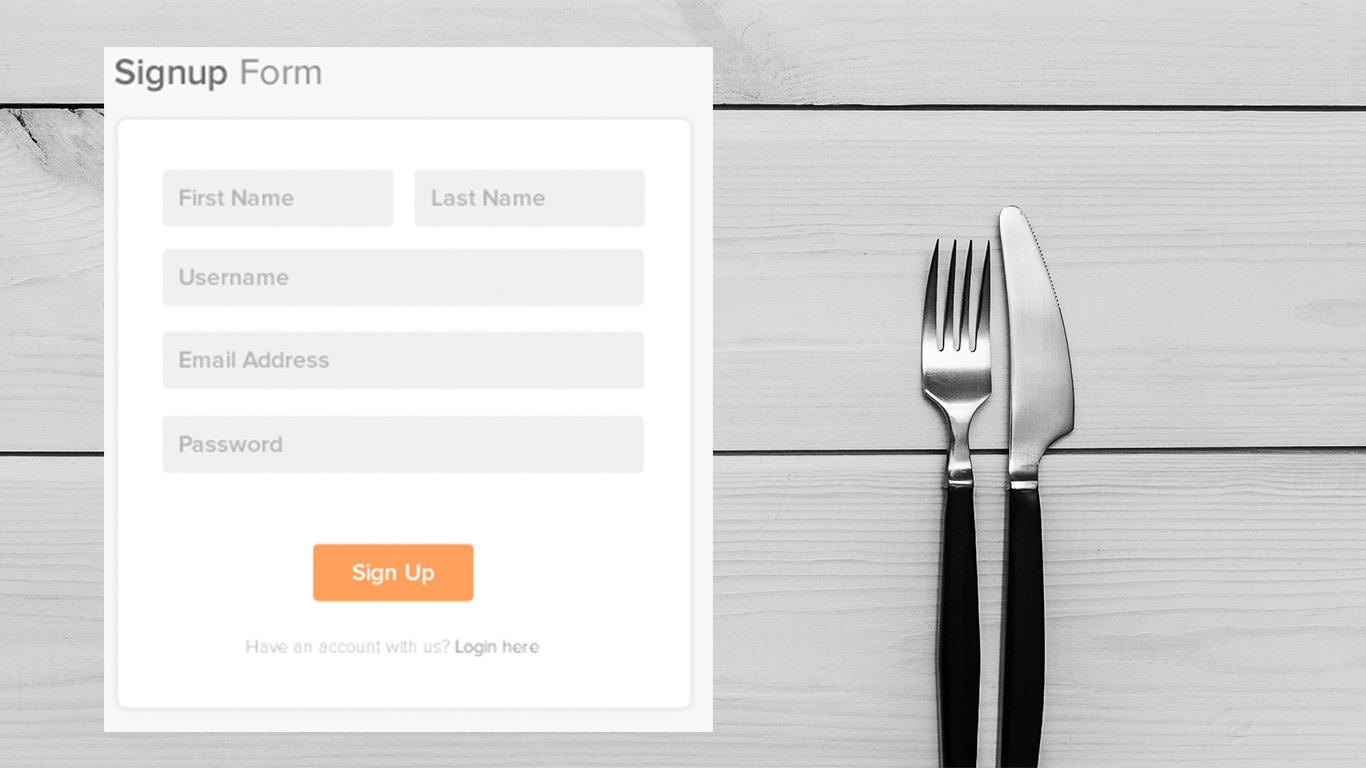 Signup Form
First Name Last Name
Username
Email Address
Password
Sign Up
Have an account with us? Login here